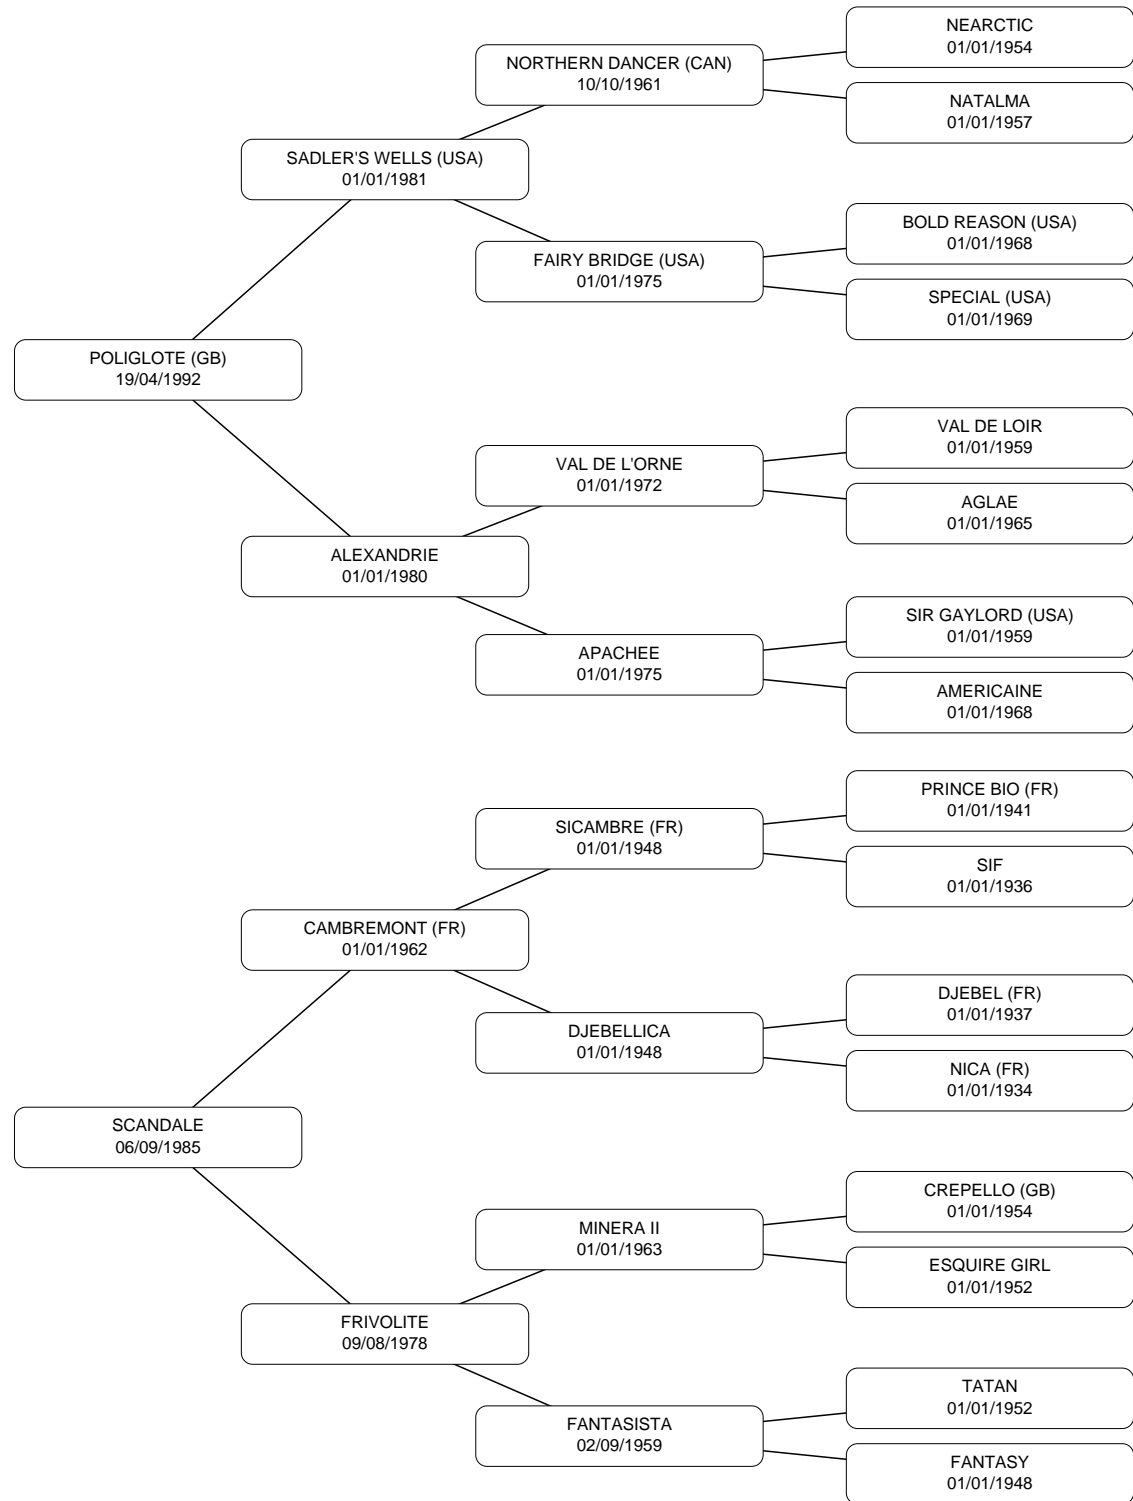 NEARCTIC
01/01/1954
NORTHERN DANCER (CAN)
10/10/1961
NATALMA
01/01/1957
SADLER'S WELLS (USA)
01/01/1981
BOLD REASON (USA)
01/01/1968
FAIRY BRIDGE (USA)
01/01/1975
SPECIAL (USA)
01/01/1969
POLIGLOTE (GB)
19/04/1992
VAL DE LOIR
01/01/1959
VAL DE L'ORNE
01/01/1972
AGLAE
01/01/1965
ALEXANDRIE
01/01/1980
SIR GAYLORD (USA)
01/01/1959
APACHEE
01/01/1975
AMERICAINE
01/01/1968
PRINCE BIO (FR)
01/01/1941
SICAMBRE (FR)
01/01/1948
SIF
01/01/1936
CAMBREMONT (FR)
01/01/1962
DJEBEL (FR)
01/01/1937
DJEBELLICA
01/01/1948
NICA (FR)
01/01/1934
SCANDALE
06/09/1985
CREPELLO (GB)
01/01/1954
MINERA II
01/01/1963
ESQUIRE GIRL
01/01/1952
FRIVOLITE
09/08/1978
TATAN
01/01/1952
FANTASISTA
02/09/1959
FANTASY
01/01/1948